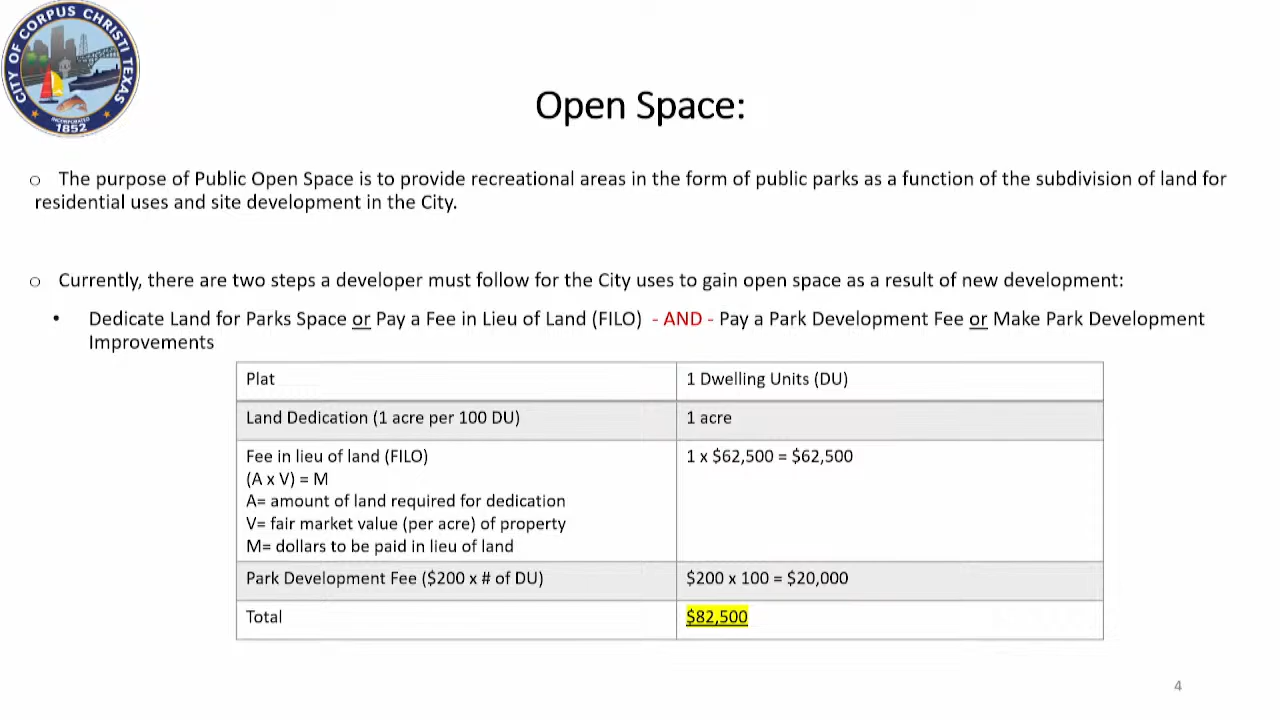 CITY OF CORPUS CHRISTI TEXAS
INCORPORATED
1852
Open Space:
o The purpose of Public Open Space is to provide recreational areas in the form of public parks as a function of the subdivision of land for
residential uses and site development in the City.
o Currently, there are two steps a developer must follow for the City uses to gain open space as a result of new development:
• Dedicate Land for Parks Space or Pay a Fee in Lieu of Land (FILO) - AND - Pay a Park Development Fee or Make Park Development
Improvements
Plat 1 Dwelling Units (DU)
Land Dedication (1 acre per 100 DU) 1 acre
Fee in lieu of land (FILO) 1 x $62,500 = $62,500
(A x V) = M
A= amount of land required for dedication
V= fair market value (per acre) of property
M= dollars to be paid in lieu of land
Park Development Fee ($200 x # of DU) $200 x 100 = $20,000
Total $82,500
4